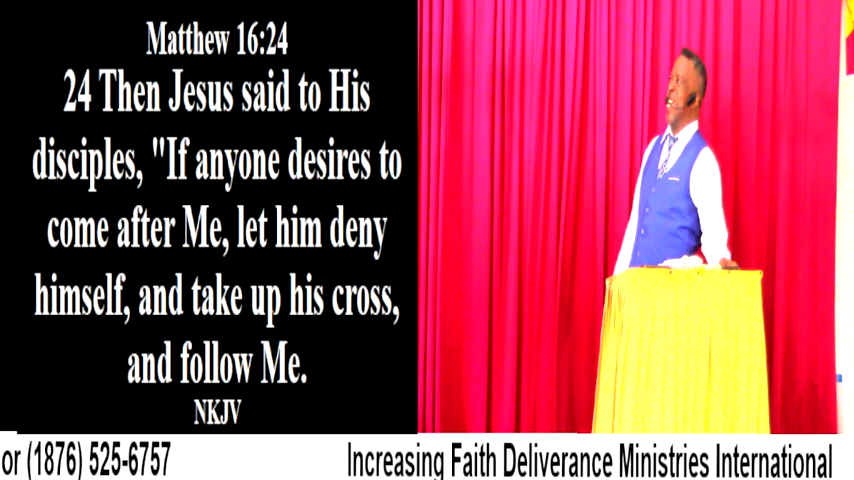 Matthew 16:24
24 Then Jesus said to His
disciples, "If anyone desires to
come after Me, let him deny
himself, and take up his cross,
and follow Me.
NKJV
or (1876) 525-6757 Increasing Faith Deliverance Ministries International